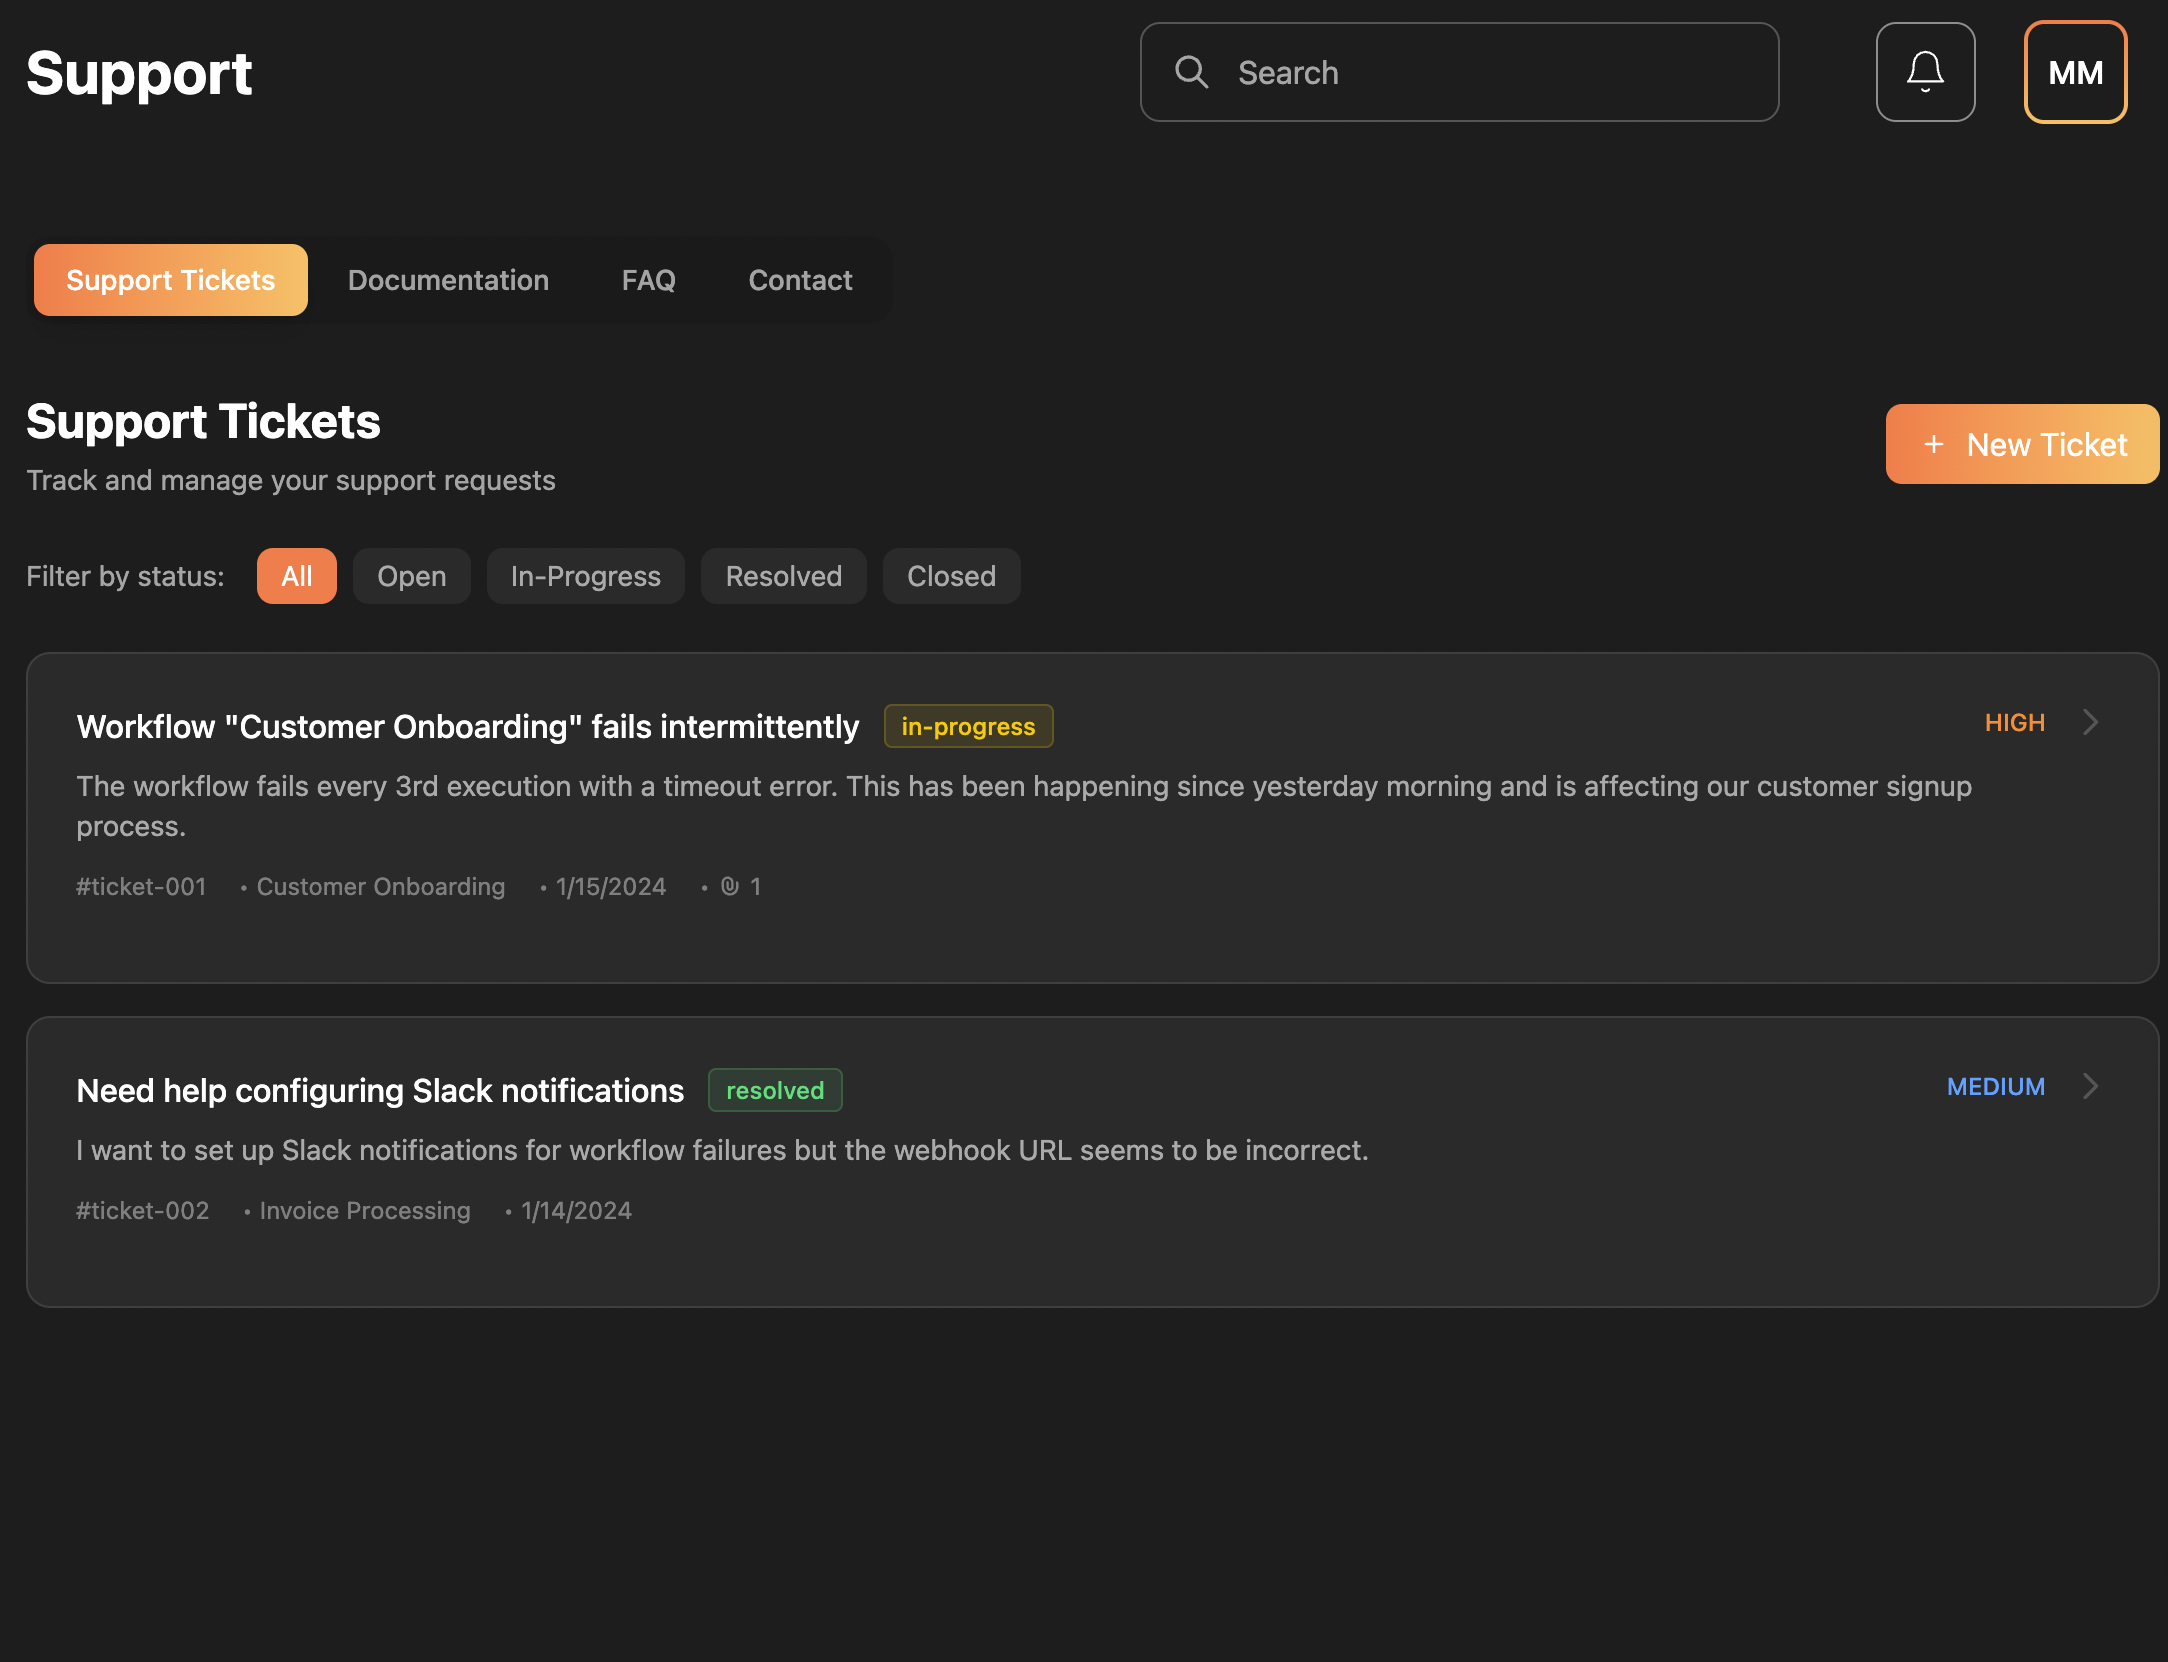 Support
Search
MM
Support Tickets
Documentation
FAQ
Contact
Support Tickets
Track and manage your support requests
+ New Ticket
Filter by status:
All
Open
In-Progress
Resolved
Closed
Workflow "Customer Onboarding" fails intermittently
in-progress
HIGH
The workflow fails every 3rd execution with a timeout error. This has been happening since yesterday morning and is affecting our customer signup
process.
#ticket-001 • Customer Onboarding • 1/15/2024 • 1
Need help configuring Slack notifications
resolved
MEDIUM
I want to set up Slack notifications for workflow failures but the webhook URL seems to be incorrect.
#ticket-002 • Invoice Processing • 1/14/2024